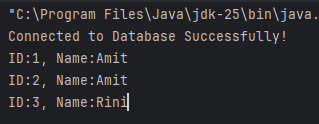 "C:\Program Files\Java\jdk-25\bin\java.
Connected to Database Successfully!
ID:1, Name:Amit
ID:2, Name:Amit
ID:3, Name:Rini